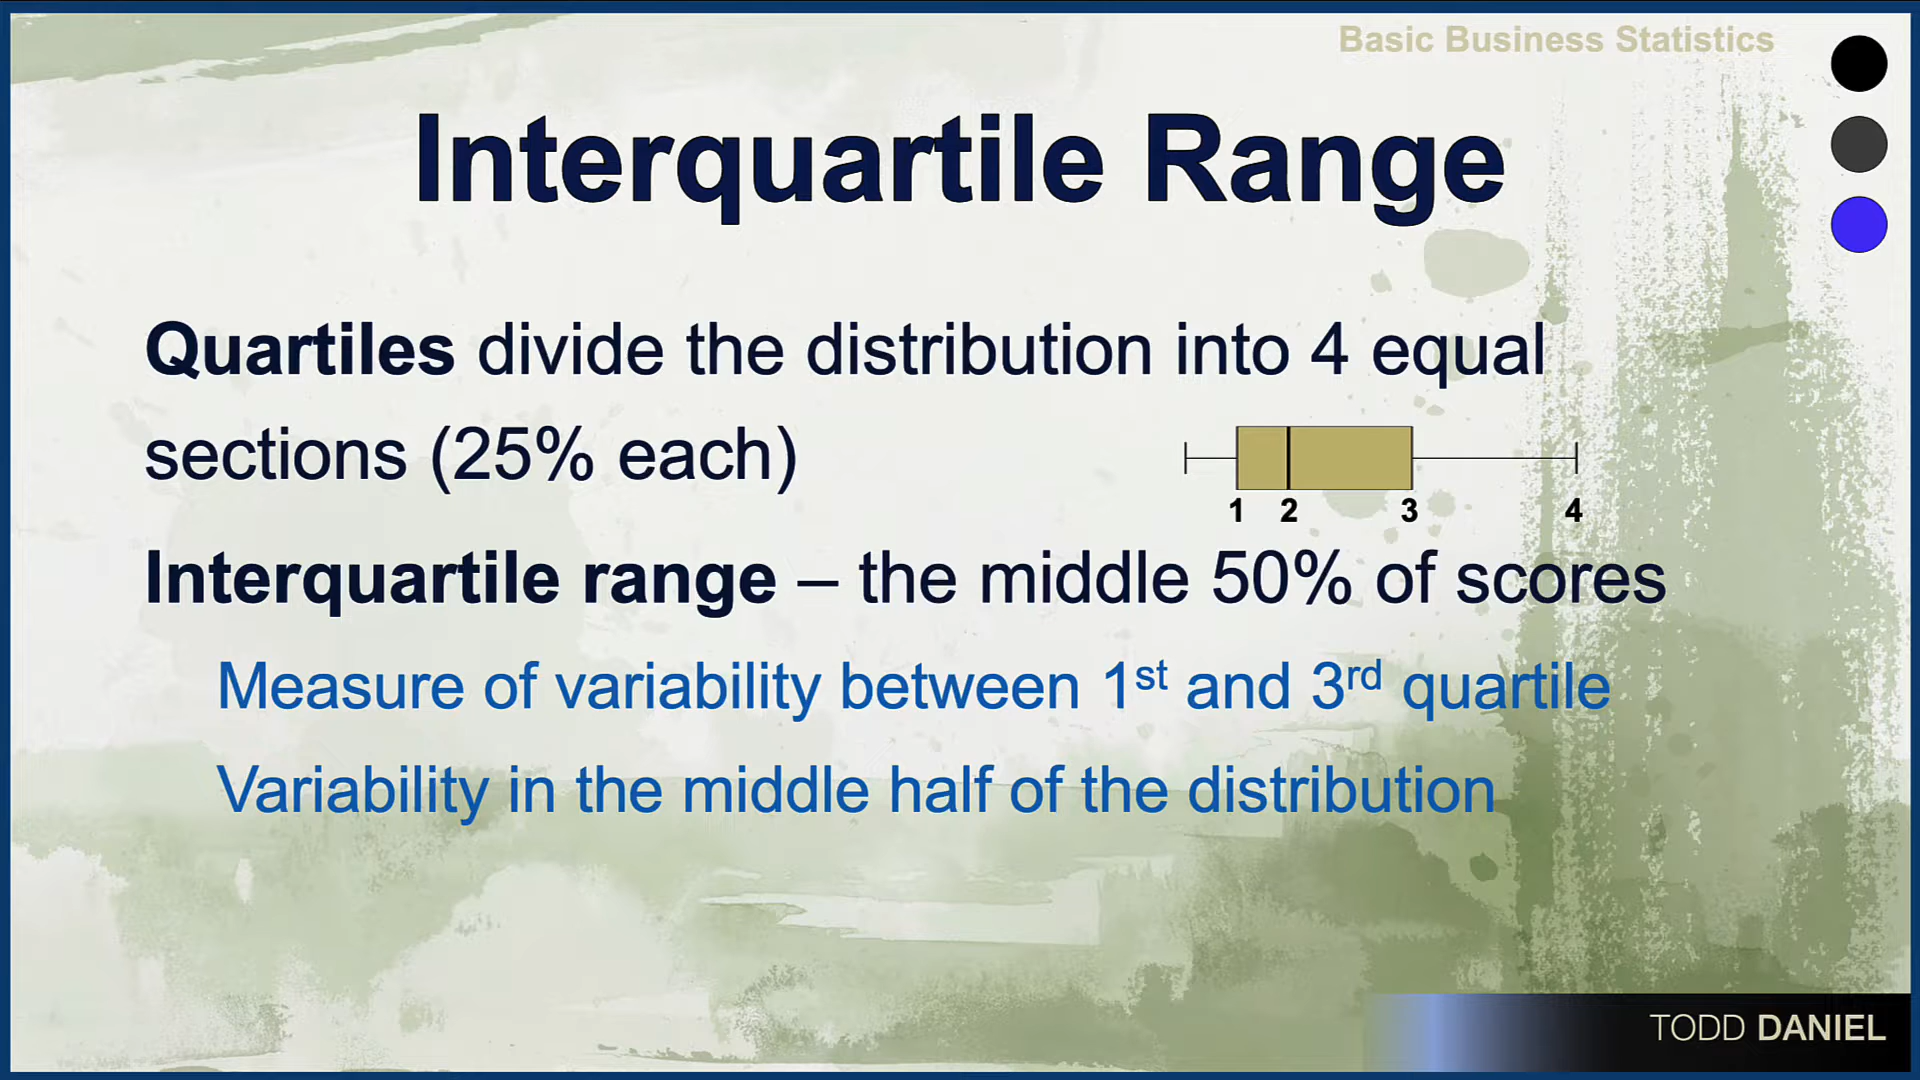 Basic Business Statistics
Interquartile Range
Quartiles divide the distribution into 4 equal
sections (25% each)
1 2 3 4
Interquartile range – the middle 50% of scores
Measure of variability between 1st and 3rd quartile
Variability in the middle half of the distribution
TODD DANIEL